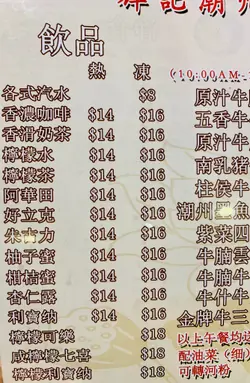 飲品
熱 凍
各式汽水 $8
香濃咖啡 $14 $16
香滑奶茶 $14 $16
檸檬水 $14 $16
檸檬茶 $14 $16
阿華田 $14 $16
好立克 $14 $16
朱古力 $14 $16
柚子蜜 $14 $16
柑桔蜜 $14 $16
杏仁露 $14 $16
利賓納 $14 $16
檸檬可樂 $18
咸檸檬七喜 $18
檸檬利賓納 $18
記潮
(10:00AM-
原汁牛
五香牛
原汁
南乳豬
柱侯牛
潮州墨魚
紫菜四
牛腩雲
牛腩牛
牛什牛
金牌牛三
以上午餐均送
配油菜（細
可轉河粉